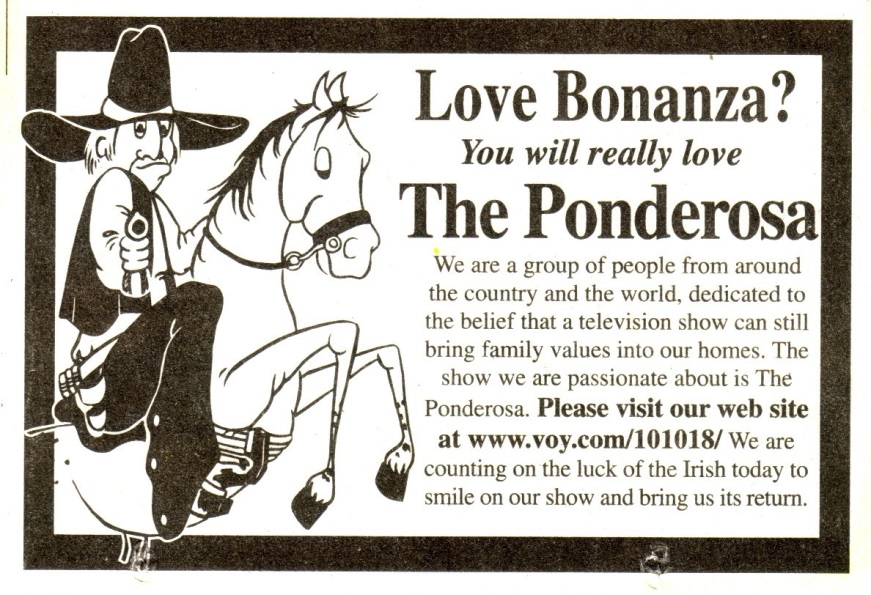 Love Bonanza?
You will really love
The Ponderosa
We are a group of people from around
the country and the world, dedicated to
the belief that a television show can still
bring family values into our homes. The
show we are passionate about is The
Ponderosa. Please visit our web site
at www.voy.com/101018/ We are
counting on the luck of the Irish today to
smile on our show and bring us its return.